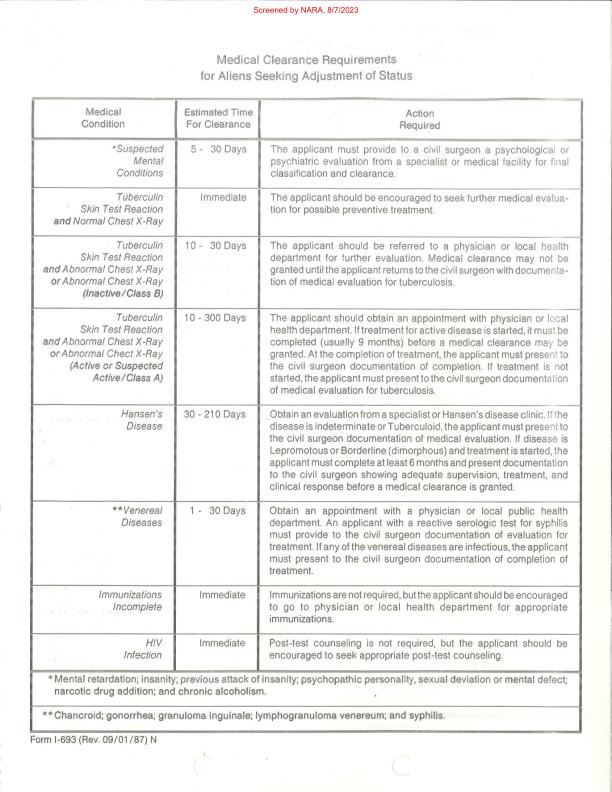 Screened by NARA, 8/7/2023
Medical Clearance Requirements
for Aliens Seeking Adjustment of Status
Medical
Condition
Estimated Time
For Clearance
Action
Required
*Suspected
Mental
Conditions
5 - 30 Days
The applicant must provide to a civil surgeon a psychological or
psychiatric evaluation from a specialist or medical facility for final
classification and clearance.
Tuberculin
Skin Test Reaction
and Normal Chest X-Ray
Immediate
The applicant should be encouraged to seek further medical evalua-
tion for possible preventive treatment.
Tuberculin
Skin Test Reaction
and Abnormal Chest X-Ray
or Abnormal Chest X-Ray
(Inactive/Class B)
10 - 30 Days
The applicant should be referred to a physician or local health
department for further evaluation. Medical clearance may not be
granted until the applicant returns to the civil surgeon with documenta-
tion of medical evaluation for tuberculosis.
Tuberculin
Skin Test Reaction
and Abnormal Chest X-Ray
or Abnormal Chect X-Ray
(Active or Suspected
Active/Class A)
10 - 300 Days
The applicant should obtain an appointment with physician or local
health department. If treatment for active disease is started, it must be
completed (usually 9 months) before a medical clearance may be
granted. At the completion of treatment, the applicant must present to
the civil surgeon documentation of completion. If treatment is not
started, the applicant must present to the civil surgeon documentation
of medical evaluation for tuberculosis.
Hansen's
Disease
30 - 210 Days
Obtain an evaluation from a specialist or Hansen's disease clinic. If the
disease is indeterminate or Tuberculoid, the applicant must present to
the civil surgeon documentation of medical evaluation. If disease is
Lepromotous or Borderline (dimorphous) and treatment is started, the
applicant must complete at least 6 months and present documentation
to the civil surgeon showing adequate supervision, treatment, and
clinical response before a medical clearance is granted.
**Venereal
Diseases
1 - 30 Days
Obtain an appointment with a physician or local public health
department. An applicant with a reactive serologic test for syphilis
must provide to the civil surgeon documentation of evaluation for
treatment. If any of the venereal diseases are infectious, the applicant
must present to the civil surgeon documentation of completion of
treatment.
Immunizations
Incomplete
Immediate
Immunizations are not required, but the applicant should be encouraged
to go to physician or local health department for appropriate
immunizations.
HIV
Infection
Immediate
Post-test counseling is not required, but the applicant should be
encouraged to seek appropriate post-test counseling.
*Mental retardation; insanity; previous attack of insanity; psychopathic personality, sexual deviation or mental defect;
narcotic drug addition; and chronic alcoholism.
**Chancroid; gonorrhea; granuloma inguinale; lymphogranuloma venereum; and syphilis.
Form I-693 (Rev. 09/01/87) N